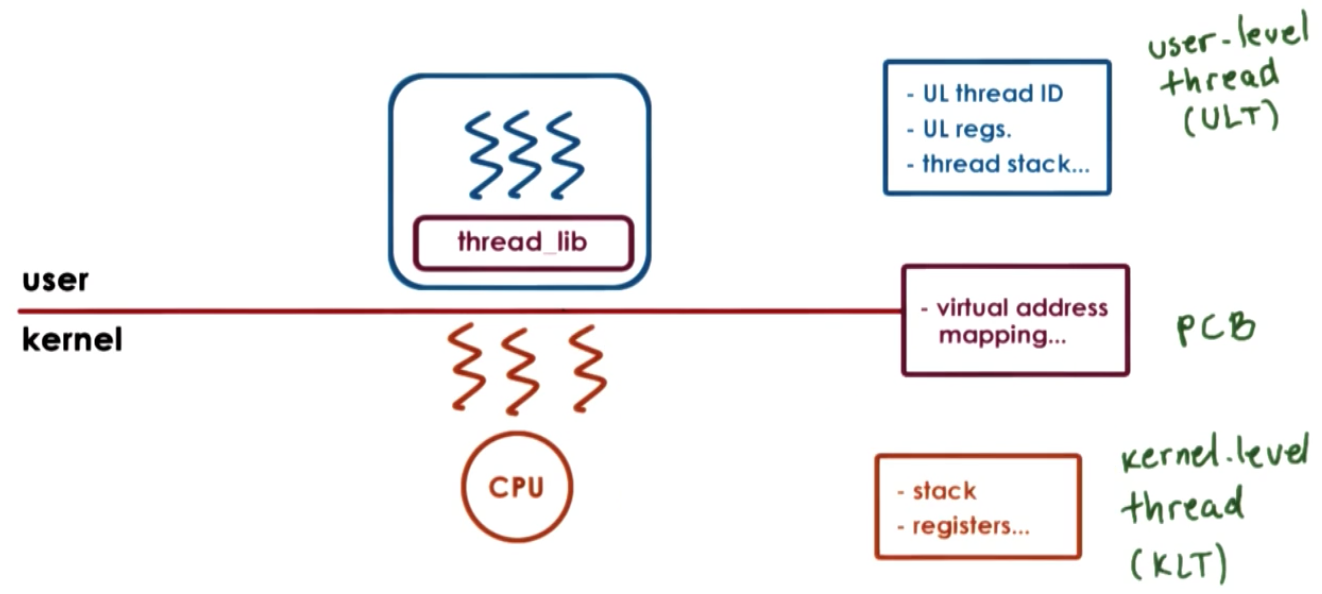 user-level
thread
(ULT)
- UL thread ID
- UL regs.
- thread stack...
thread_lib
user
kernel
- virtual address
mapping...
PCB
CPU
- stack
- registers...
kernel-level
thread
(KLT)